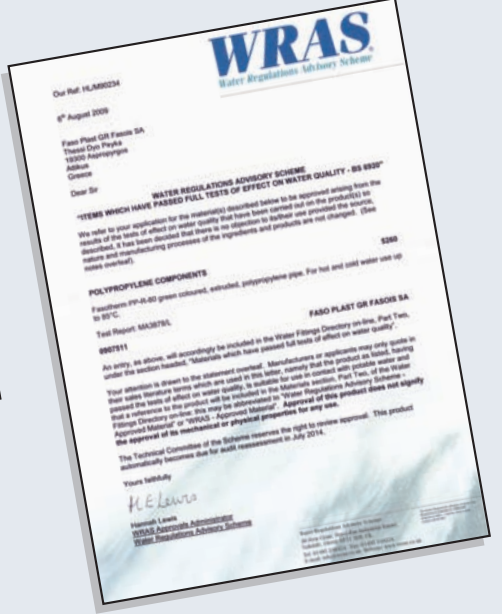 WRAS
Water Regulations Advisory Scheme
Our Ref: HL/M90234
6th August 2009
Faso Plast GR Fasois SA
Thessi Dyo Peyka
19300 Aspropyrgos
Attikus
Greece
Dear Sir
WATER REGULATIONS ADVISORY SCHEME
"ITEMS WHICH HAVE PASSED FULL TESTS OF EFFECT ON WATER QUALITY - BS 6920"
We refer to your application for the material(s) described below to be approved arising from the
results of the tests of effect on water quality that have been carried out on the product(s) so
described, it has been decided that there is no objection to its/their use provided the source,
nature and manufacturing processes of the ingredients and products are not changed. (See
notes overleaf).
POLYPROPYLENE COMPONENTS
5260
Fasotherm PP-R-80 green coloured, extruded, polypropylene pipe. For hot and cold water use up
to 85°C.
Test Report:
FASO PLAST GR FASOIS SA
0907511
An entry, as above, will accordingly be included in the Water Fittings Directory on-line, Part Two,
under the section headed, "Materials which have passed full tests of effect on water quality".
Your attention is drawn to the statement overleaf. Manufacturers or applicants may only quote in
their sales literature terms which are used in this letter, namely that the product as listed, having
passed the tests of effect on water quality, is suitable for use in contact with potable water and
that a reference to the product will be included in the Materials section, Part Two, of the Water
Fittings Directory on-line; this may be abbreviated to "Water Regulations Advisory Scheme -
Approved Material" or "WRAS - Approved Material". Approval of this product does not signify
the approval of its mechanical or physical properties for any use.
The Technical Committee of the Scheme reserves the right to review approval. This product
automatically becomes due for audit reassessment in July 2014.
Yours faithfully
H E Lewis
Hannah Lewis
WRAS Approvals Administrator
Water Regulations Advisory Scheme
Water Regulations Advisory Scheme